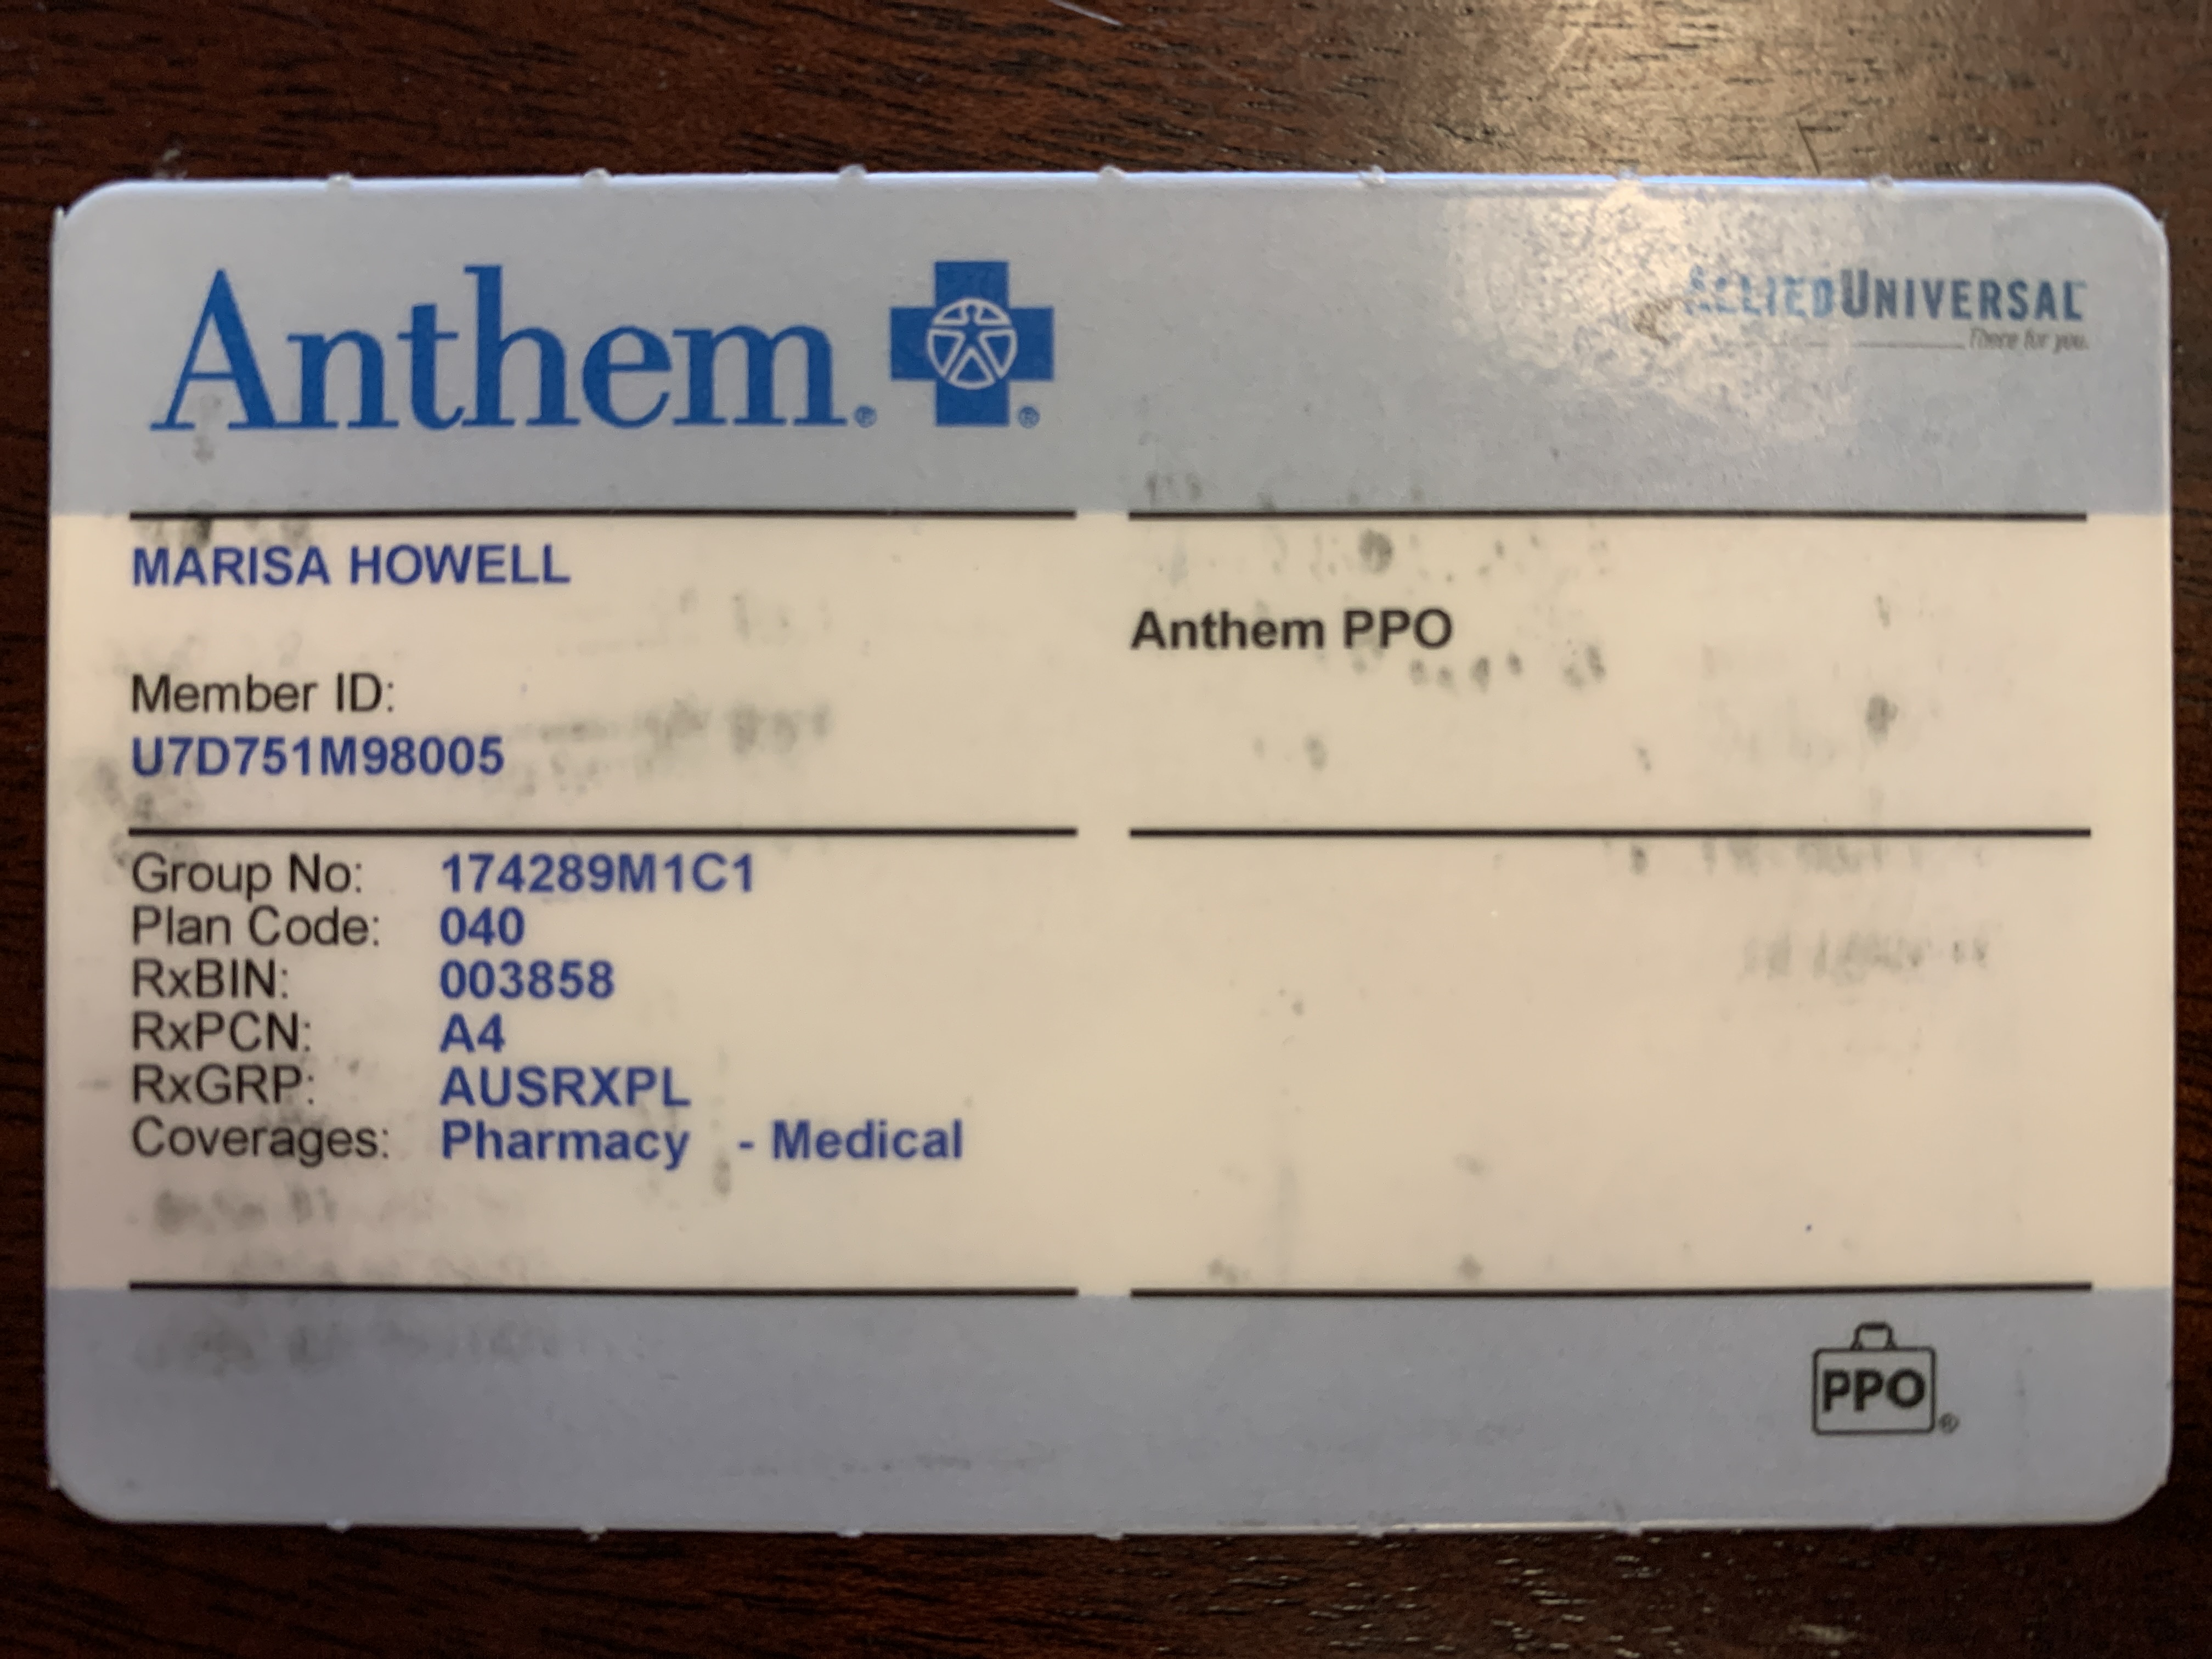 Anthem®
ALLIEDUNIVERSAL
There for you.
MARISA HOWELL
Anthem PPO
Member ID:
U7D751M98005
Group No: 174289M1C1
Plan Code: 040
RxBIN: 003858
RxPCN: A4
RxGRP: AUSRXPL
Coverages: Pharmacy - Medical
PPO®